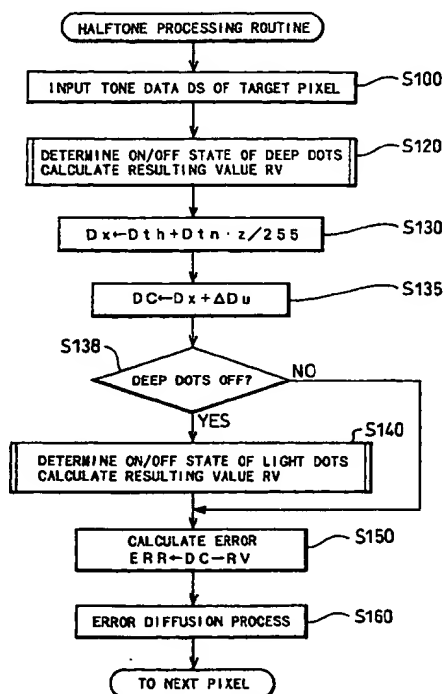 HALFTONE PROCESSING ROUTINE
INPUT TONE DATA DS OF TARGET PIXEL
S100
DETERMINE ON/OFF STATE OF DEEP DOTS
CALCULATE RESULTING VALUE RV
S120
Dx←Dth+Dtn·z/255
S130
DC←Dx+ΔDu
S135
S138
DEEP DOTS OFF?
NO
YES
S140
DETERMINE ON/OFF STATE OF LIGHT DOTS
CALCULATE RESULTING VALUE RV
CALCULATE ERROR
ERR←DC−RV
S150
ERROR DIFFUSION PROCESS
S160
TO NEXT PIXEL